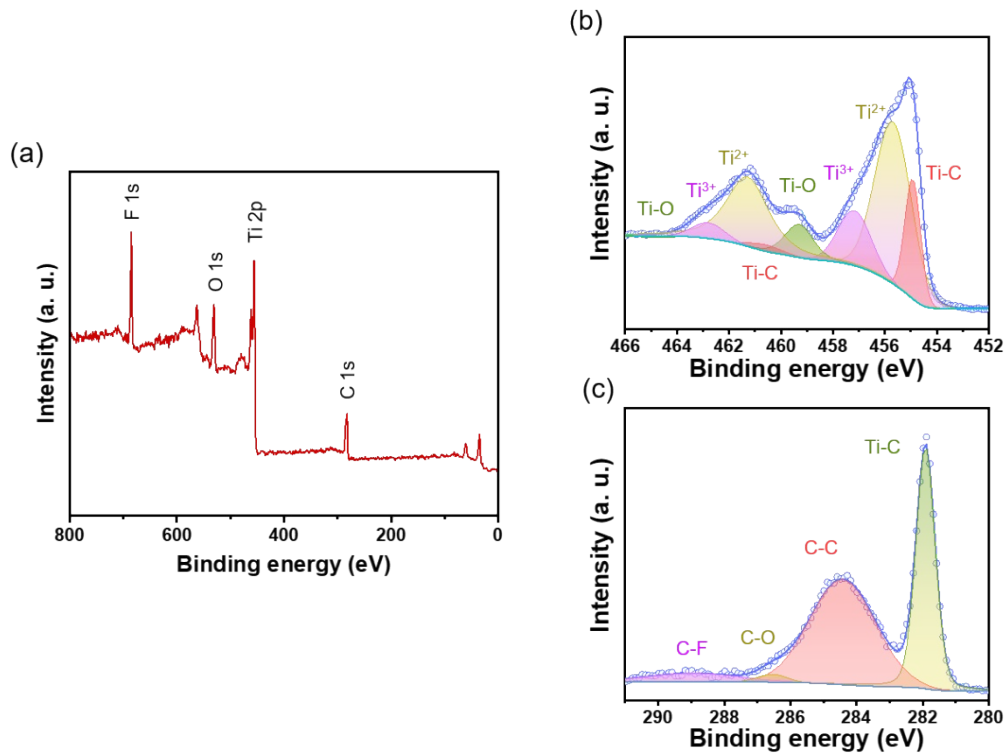 (a)
F 1s
O 1s
Ti 2p
C 1s
Intensity (a. u.)
800 600 400 200 0
Binding energy (eV)
(b)
Ti-O
Ti³⁺
Ti²⁺
Ti-O
Ti-C
Ti³⁺
Ti²⁺
Ti-C
Intensity (a. u.)
466 464 462 460 458 456 454 452
Binding energy (eV)
(c)
C-F
C-O
C-C
Ti-C
Intensity (a. u.)
290 288 286 284 282 280
Binding energy (eV)